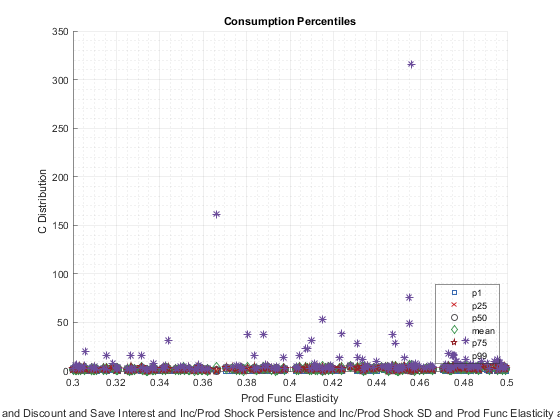 Consumption Percentiles
350
300
250
200
150
100
50
0
C Distribution
p1
p25
p50
mean
p75
p99
0.3 0.32 0.34 0.36 0.38 0.4 0.42 0.44 0.46 0.48 0.5
Prod Func Elasticity
and Discount and Save Interest and Inc/Prod Shock Persistence and Inc/Prod Shock SD and Prod Func Elasticity